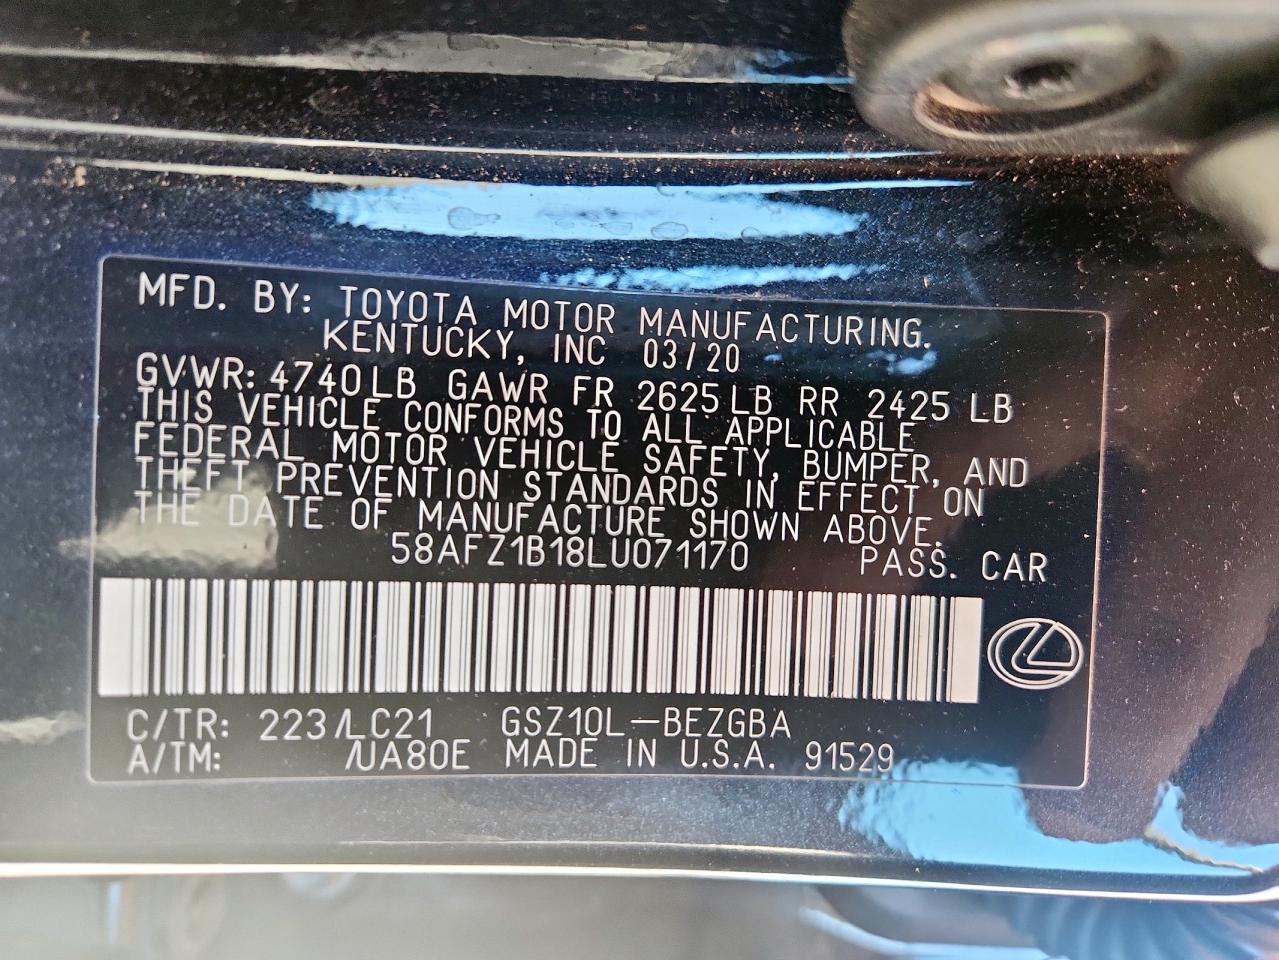 MFD. BY: TOYOTA MOTOR MANUFACTURING.
KENTUCKY, INC 03/20
GVWR: 4740LB GAWR FR 2625LB RR 2425 LB
THIS VEHICLE CONFORMS TO ALL APPLICABLE
FEDERAL MOTOR VEHICLE SAFETY, BUMPER, AND
THEFT PREVENTION STANDARDS IN EFFECT ON
THE DATE OF MANUFACTURE SHOWN ABOVE.
58AFZ1B18LU071170 PASS. CAR
C/TR: 223/LC21 GSZ10L-BEZGBA
A/TM: /UA80E MADE IN U.S.A. 91529